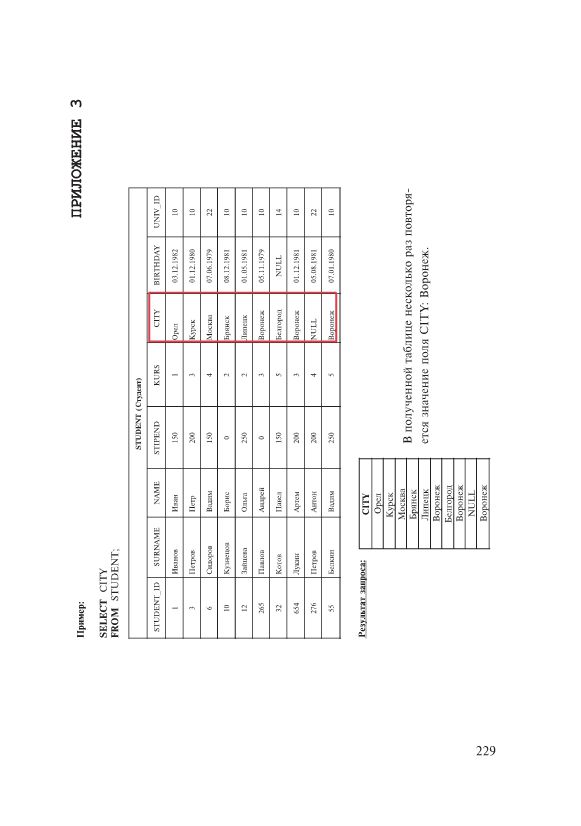 ПРИЛОЖЕНИЕ 3
Пример:
SELECT CITY
FROM STUDENT;
STUDENT (Студент)
STUDENT_ID SURNAME NAME STIPEND KURS CITY BIRTHDAY UNIV_ID
1 Иванов Иван 150 1 Орел 03.12.1982 10
3 Петров Петр 200 3 Курск 01.12.1980 10
6 Сидоров Вадим 150 4 Москва 07.06.1979 22
10 Кузнецов Борис 0 2 Брянск 08.12.1981 10
12 Зайцева Ольга 250 2 Липецк 01.05.1981 10
265 Павлов Андрей 0 3 Воронеж 05.11.1979 10
32 Котов Павел 150 5 Белгород NULL 14
654 Лукин Артем 200 3 Воронеж 01.12.1981 10
276 Петров Антон 200 4 NULL 05.08.1981 22
55 Белкин Вадим 250 5 Воронеж 07.01.1980 10
Результат запроса:
CITY
Орел
Курск
Москва
Брянск
Липецк
Воронеж
Белгород
Воронеж
NULL
Воронеж
В полученной таблице несколько раз повторя-
ется значение поля CITY: Воронеж.
229